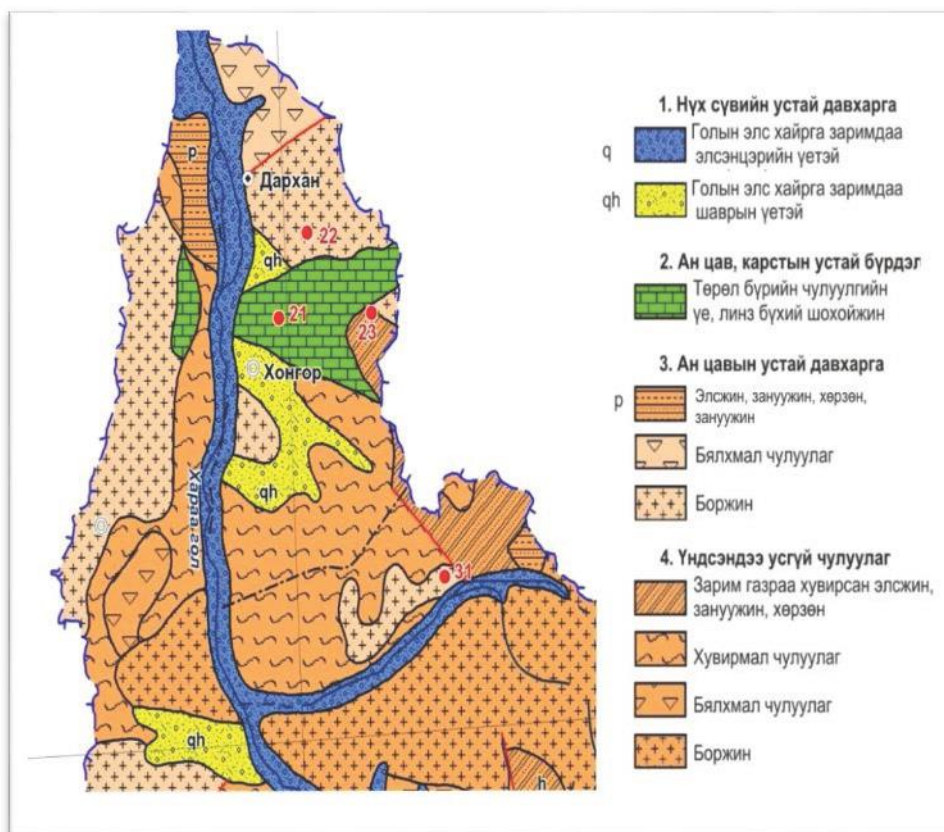 p
Дархан
22
qh
21
23
Хонгор
qh
Хараа гол
31
qh
h
1. Нүх сүвийн устай давхарга
q
Голын элс хайрга заримдаа
элсэнцэрийн үетэй
qh
Голын элс хайрга заримдаа
шаврын үетэй
2. Ан цав, карстын устай бүрдэл
Төрөл бүрийн чулуулгийн
үе, линз бүхий шохойжин
3. Ан цавын устай давхарга
p
Элсжин, зануужин, хөрзөн,
зануужин
Бялхмал чулуулаг
Боржин
4. Үндсэндээ усгүй чулуулаг
Зарим газраа хувирсан элсжин,
зануужин, хөрзөн
Хувирмал чулуулаг
Бялхмал чулуулаг
Боржин